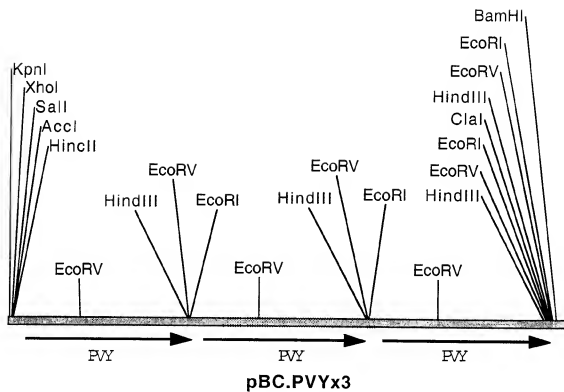 BamHI
EcoRI
KpnI
EcoRV
XhoI
HindIII
SalI
ClaI
AccI
EcoRI
HincII
EcoRV
EcoRV
EcoRV
HindIII
EcoRI
HindIII
EcoRI
HindIII
EcoRV
EcoRV
EcoRV
PVY
PVY
PVY
pBC.PVYx3